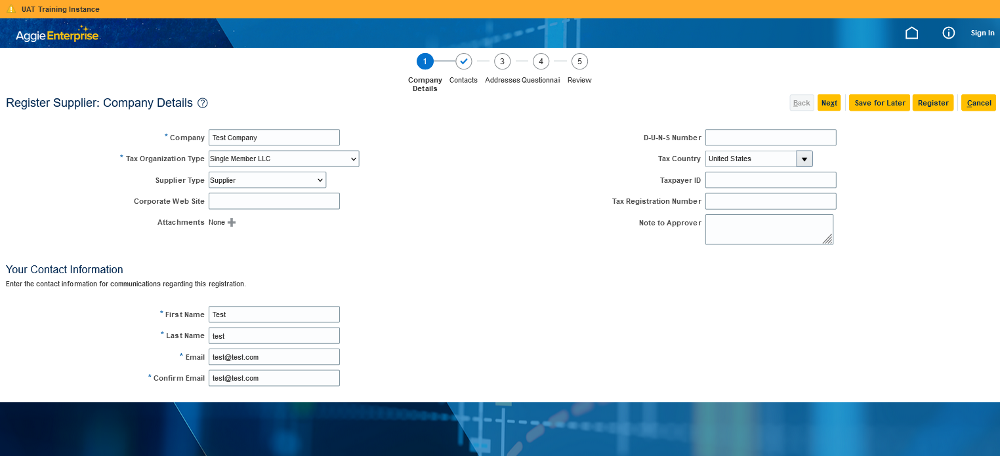 UAT Training Instance
AggieEnterprise
Sign In
1 3 4 5
Company Details Contacts Addresses Questionnai Review
Register Supplier: Company Details ?
Back Next Save for Later Register Cancel
* Company Test Company
* Tax Organization Type Single Member LLC
Supplier Type Supplier
Corporate Web Site
Attachments None
D-U-N-S Number
Tax Country United States
Taxpayer ID
Tax Registration Number
Note to Approver
Your Contact Information
Enter the contact information for communications regarding this registration.
* First Name Test
* Last Name test
* Email test@test.com
* Confirm Email test@test.com